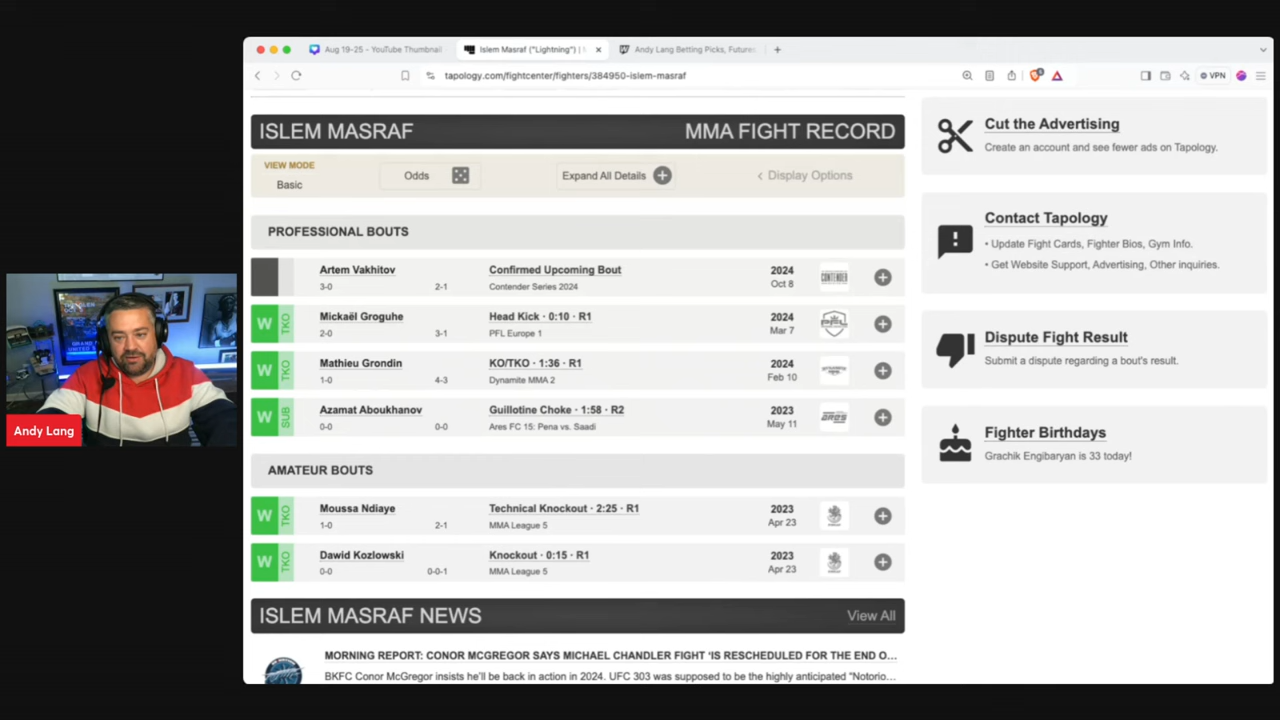 Aug 19-25 - YouTube Thumbnail
Islem Masraf ("Lightning") |
Andy Lang Betting Picks, Future
tapology.com/fightcenter/fighters/384950-islem-masraf
VPN
ISLEM MASRAF
MMA FIGHT RECORD
VIEW MODE
Basic
Odds
Expand All Details
Display Options
PROFESSIONAL BOUTS
Artem Vakhitov
Confirmed Upcoming Bout
2024
3-0
2-1
Contender Series 2024
Oct 8
CONTENDER
W
TKO
Mickaël Groguhe
Head Kick · 0:10 · R1
2024
2-0
3-1
PFL Europe 1
Mar 7
PFL
W
TKO
Mathieu Grondin
KO/TKO · 1:36 · R1
2024
1-0
4-3
Dynamite MMA 2
Feb 10
W
SUB
Azamat Aboukhanov
Guillotine Choke · 1:58 · R2
2023
0-0
0-0
Ares FC 15: Pena vs. Saadi
May 11
ARES
AMATEUR BOUTS
W
TKO
Moussa Ndiaye
Technical Knockout · 2:25 · R1
2023
1-0
2-1
MMA League 5
Apr 23
W
TKO
Dawid Kozlowski
Knockout · 0:15 · R1
2023
0-0
0-0-1
MMA League 5
Apr 23
ISLEM MASRAF NEWS
View All
MORNING REPORT: CONOR MCGREGOR SAYS MICHAEL CHANDLER FIGHT 'IS RESCHEDULED FOR THE END O...
BKFC Conor McGregor insists he'll be back in action in 2024. UFC 303 was supposed to be the highly anticipated "Notorio...
Cut the Advertising
Create an account and see fewer ads on Tapology.
Contact Tapology
• Update Fight Cards, Fighter Bios, Gym Info.
• Get Website Support, Advertising, Other inquiries.
Dispute Fight Result
Submit a dispute regarding a bout's result.
Fighter Birthdays
Grachik Engibaryan is 33 today!
Andy Lang